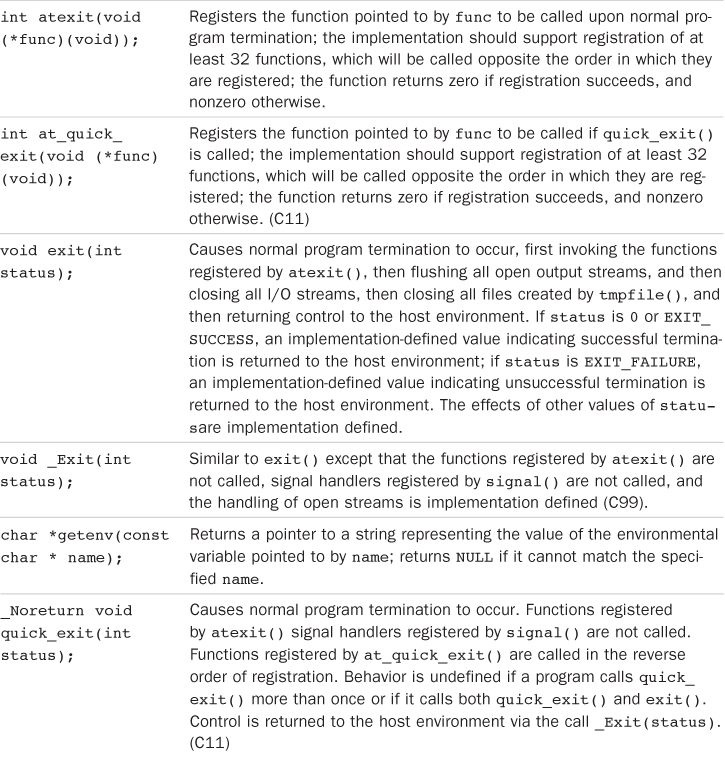 int atexit(void
(*func)(void));
Registers the function pointed to by func to be called upon normal pro-
gram termination; the implementation should support registration of at
least 32 functions, which will be called opposite the order in which they
are registered; the function returns zero if registration succeeds, and
nonzero otherwise.
int at_quick_
exit(void (*func)
(void));
Registers the function pointed to by func to be called if quick_exit()
is called; the implementation should support registration of at least 32
functions, which will be called opposite the order in which they are reg-
istered; the function returns zero if registration succeeds, and nonzero
otherwise. (C11)
void exit(int
status);
Causes normal program termination to occur, first invoking the functions
registered by atexit(), then flushing all open output streams, and then
closing all I/O streams, then closing all files created by tmpfile(), and
then returning control to the host environment. If status is 0 or EXIT_
SUCCESS, an implementation-defined value indicating successful termina-
tion is returned to the host environment; if status is EXIT_FAILURE,
an implementation-defined value indicating unsuccessful termination is
returned to the host environment. The effects of other values of statu-
sare implementation defined.
void _Exit(int
status);
Similar to exit() except that the functions registered by atexit() are
not called, signal handlers registered by signal() are not called, and
the handling of open streams is implementation defined (C99).
char *getenv(const
char * name);
Returns a pointer to a string representing the value of the environmental
variable pointed to by name; returns NULL if it cannot match the speci-
fied name.
_Noreturn void
quick_exit(int
status);
Causes normal program termination to occur. Functions registered
by atexit() signal handlers registered by signal() are not called.
Functions registered by at_quick_exit() are called in the reverse
order of registration. Behavior is undefined if a program calls quick_
exit() more than once or if it calls both quick_exit() and exit().
Control is returned to the host environment via the call _Exit(status).
(C11)